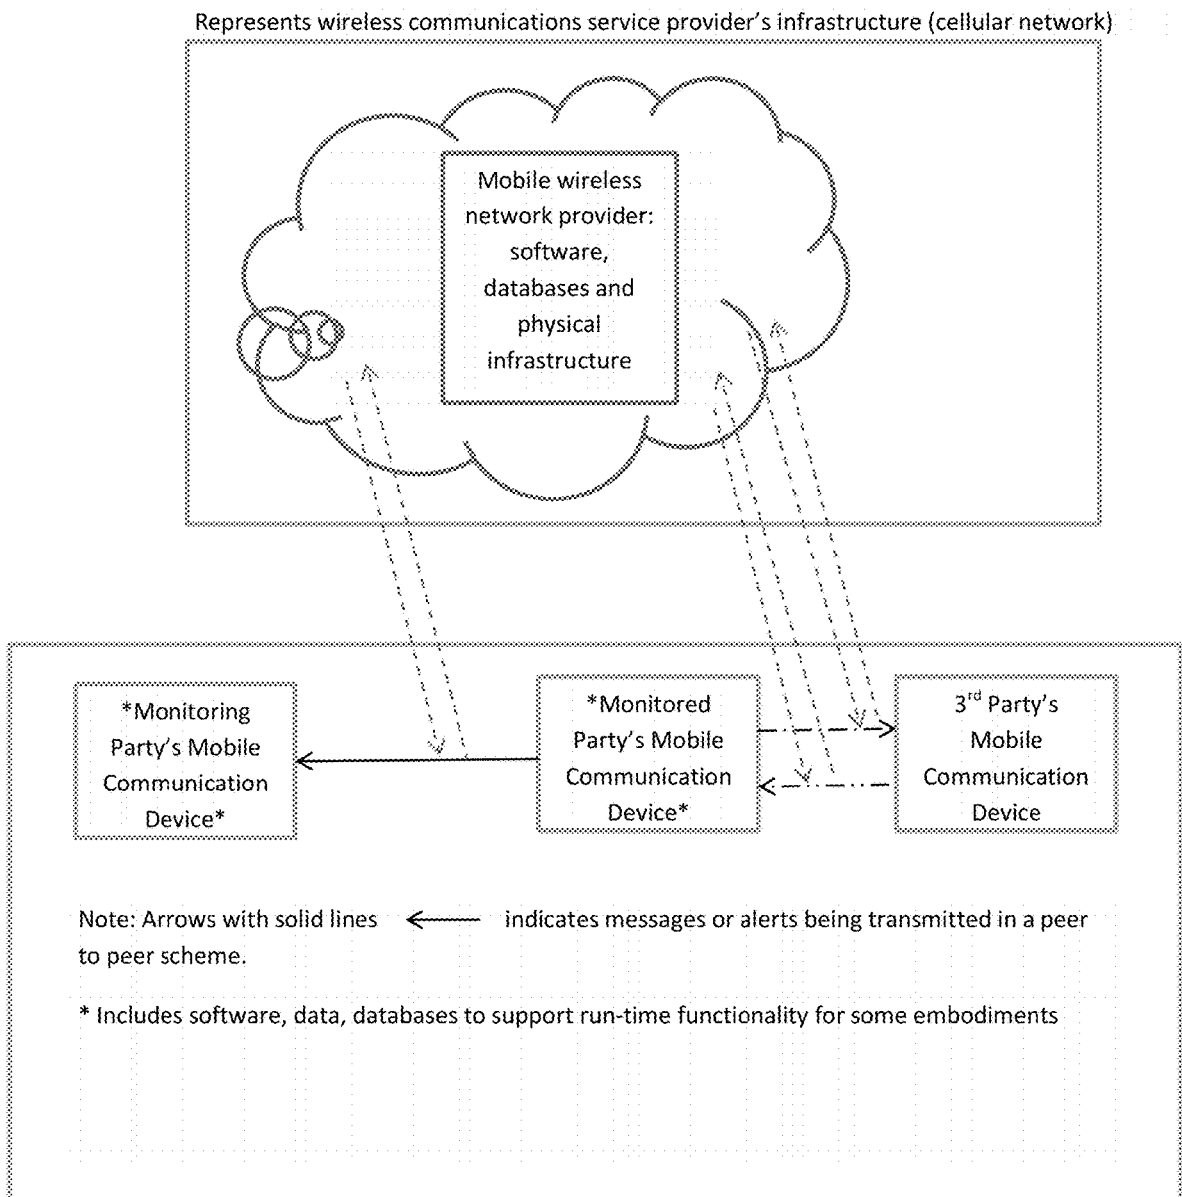 Represents wireless communications service provider's infrastructure (cellular network)
Mobile wireless
network provider:
software,
databases and
physical
infrastructure
*Monitoring
Party's Mobile
Communication
Device*
*Monitored
Party's Mobile
Communication
Device*
3rd Party's
Mobile
Communication
Device
Note: Arrows with solid lines indicates messages or alerts being transmitted in a peer
to peer scheme.
* Includes software, data, databases to support run-time functionality for some embodiments